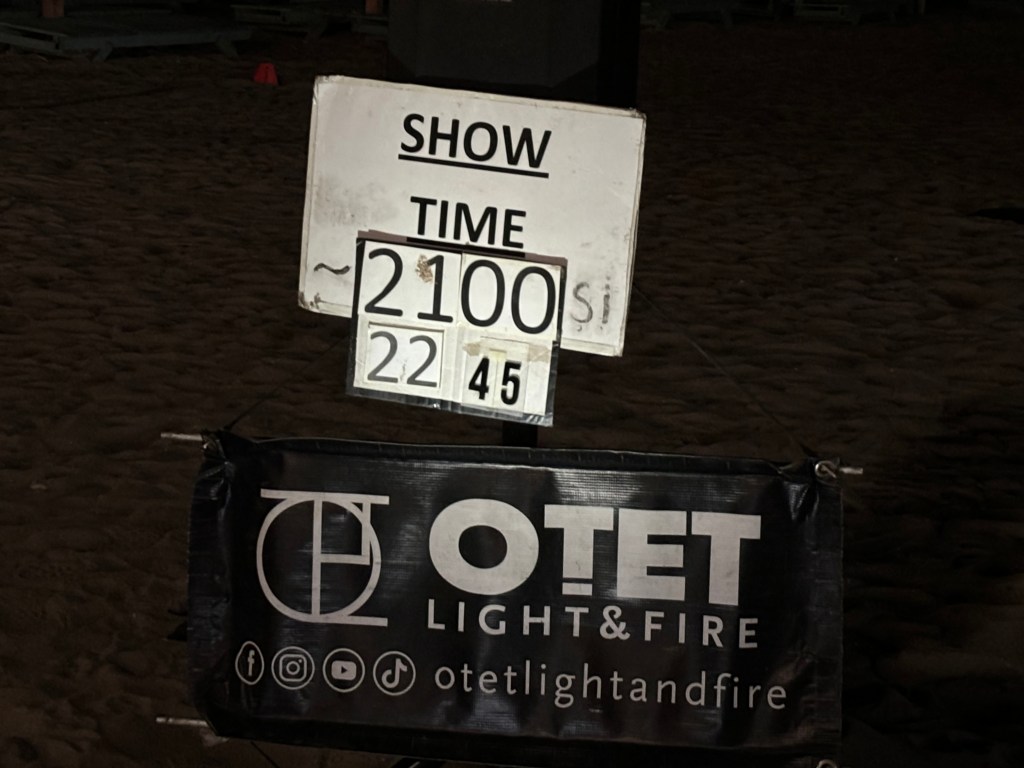 SHOW
TIME
~ 2100
22 45
OTET
LIGHT&FIRE
otetlightandfire